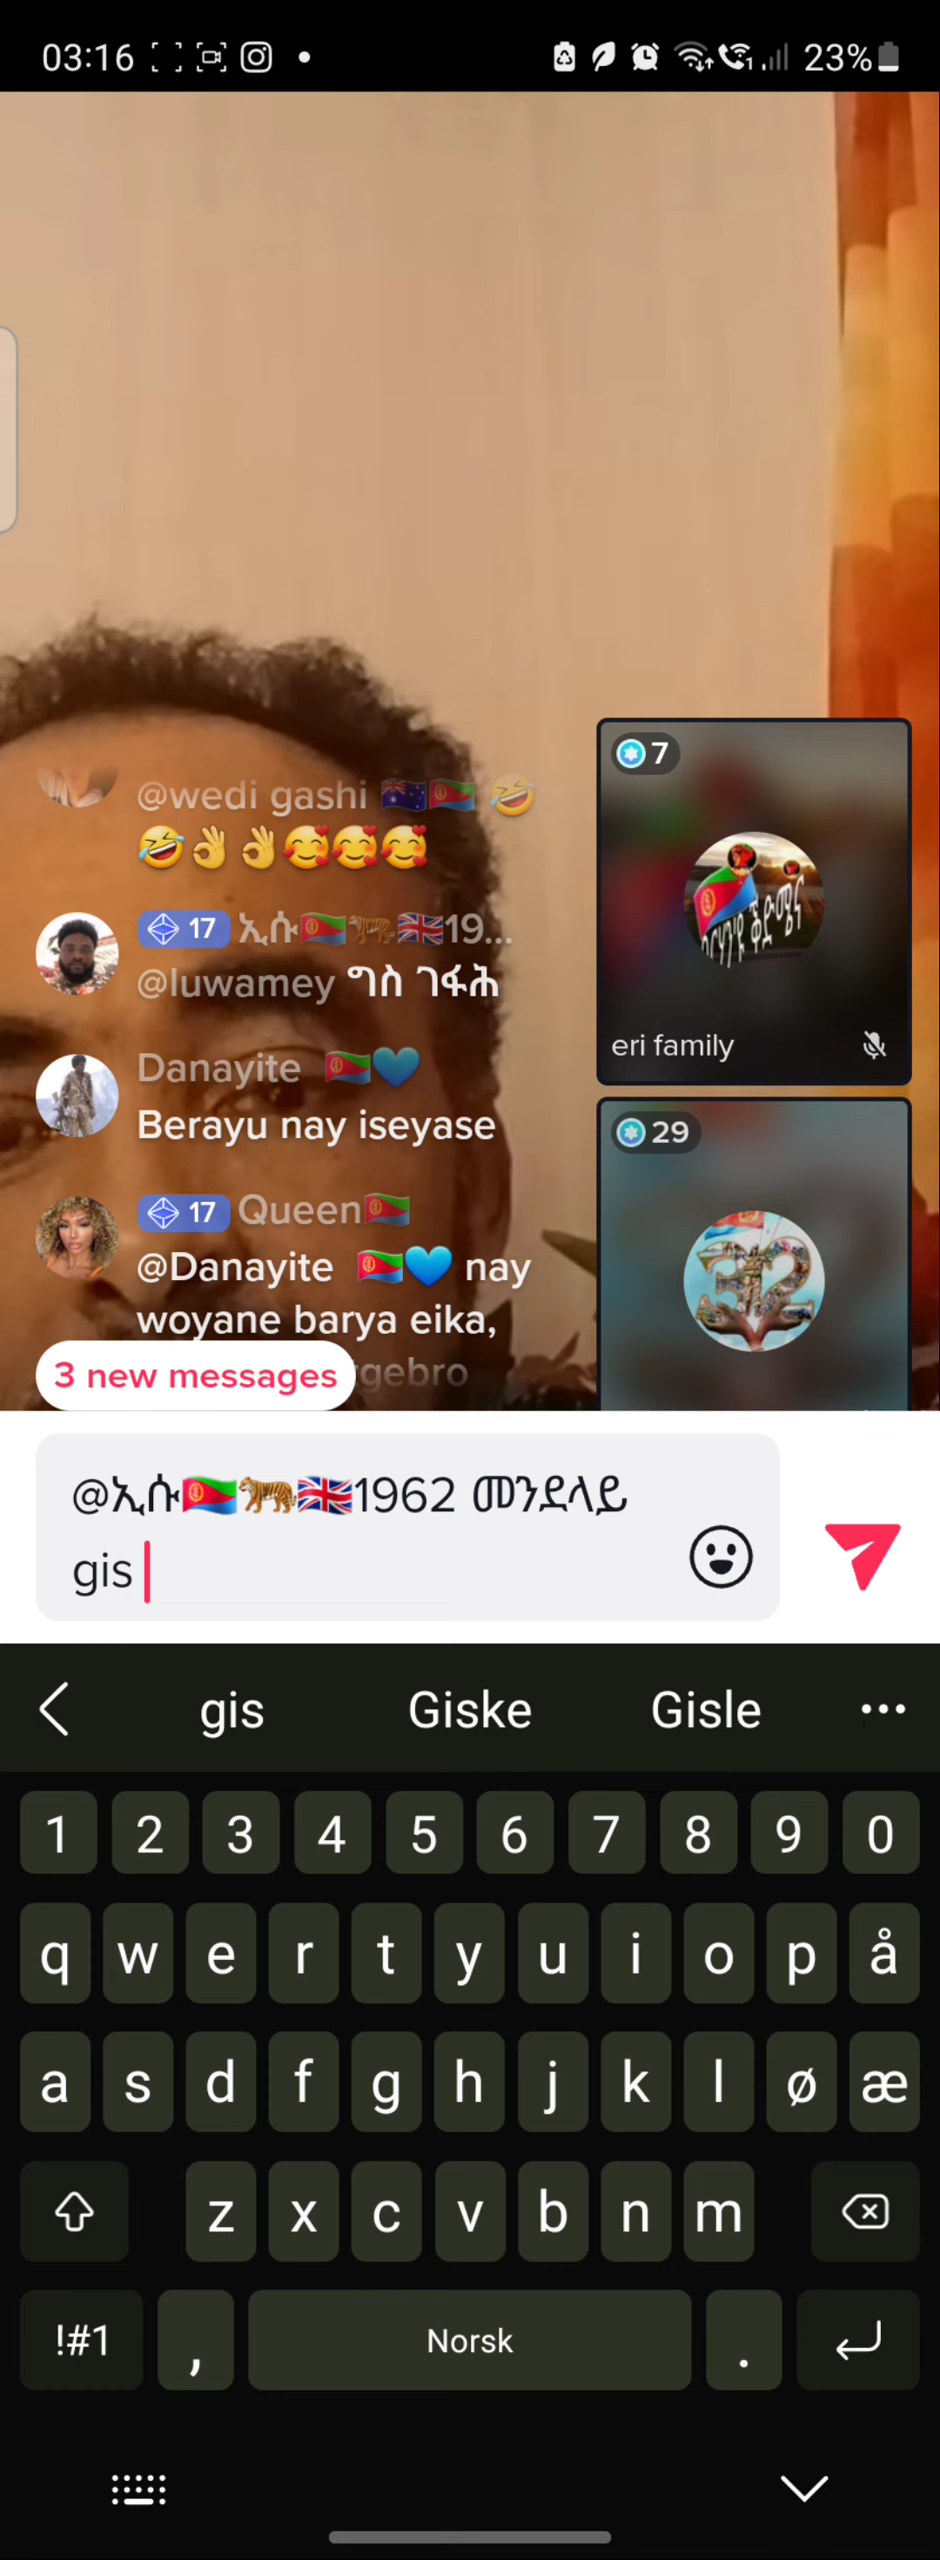 03:16
23%
@wedi gashi 🇦🇺🇪🇷 🤣
🤣👌👌🥰🥰🥰
17 ኢሱ🇪🇷🐅🇬🇧19...
@luwamey ግስ ገፋሕ
Danayite 🇪🇷💙
Berayu nay iseyase
17 Queen🇪🇷
@Danayite 🇪🇷💙 nay
woyane barya eika,
gebro
3 new messages
7
eri family
29
32
@ኢሱ🇪🇷🐅🇬🇧1962 መንደላይ
gis
gis Giske Gisle
1 2 3 4 5 6 7 8 9 0
q w e r t y u i o p å
a s d f g h j k l ø æ
z x c v b n m
!#1 , Norsk .